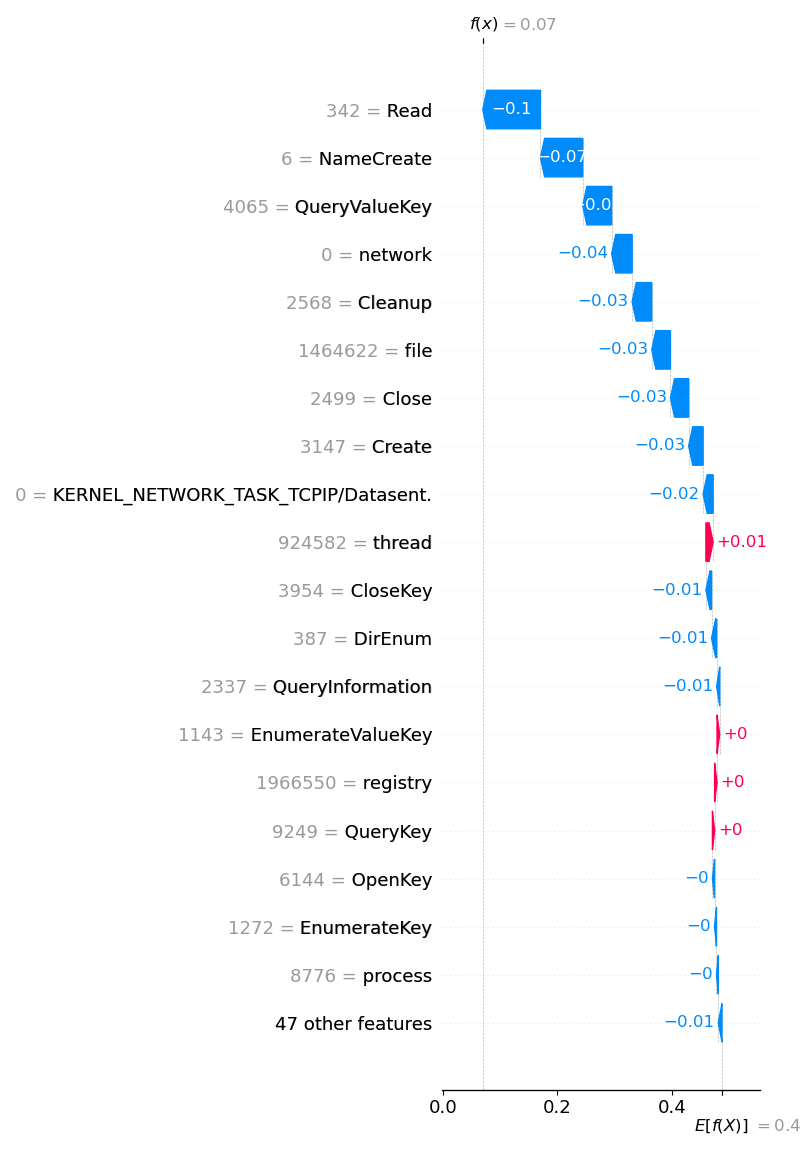 f(x) = 0.07
342 = Read
−0.1
6 = NameCreate
−0.07
4065 = QueryValueKey
−0.0
0 = network
−0.04
2568 = Cleanup
−0.03
1464622 = file
−0.03
2499 = Close
−0.03
3147 = Create
−0.03
0 = KERNEL_NETWORK_TASK_TCPIP/Datasent.
−0.02
924582 = thread
+0.01
3954 = CloseKey
−0.01
387 = DirEnum
−0.01
2337 = QueryInformation
−0.01
1143 = EnumerateValueKey
+0
1966550 = registry
+0
9249 = QueryKey
+0
6144 = OpenKey
−0
1272 = EnumerateKey
−0
8776 = process
−0
47 other features
−0.01
0.0 0.2 0.4
E[f(X)] = 0.4